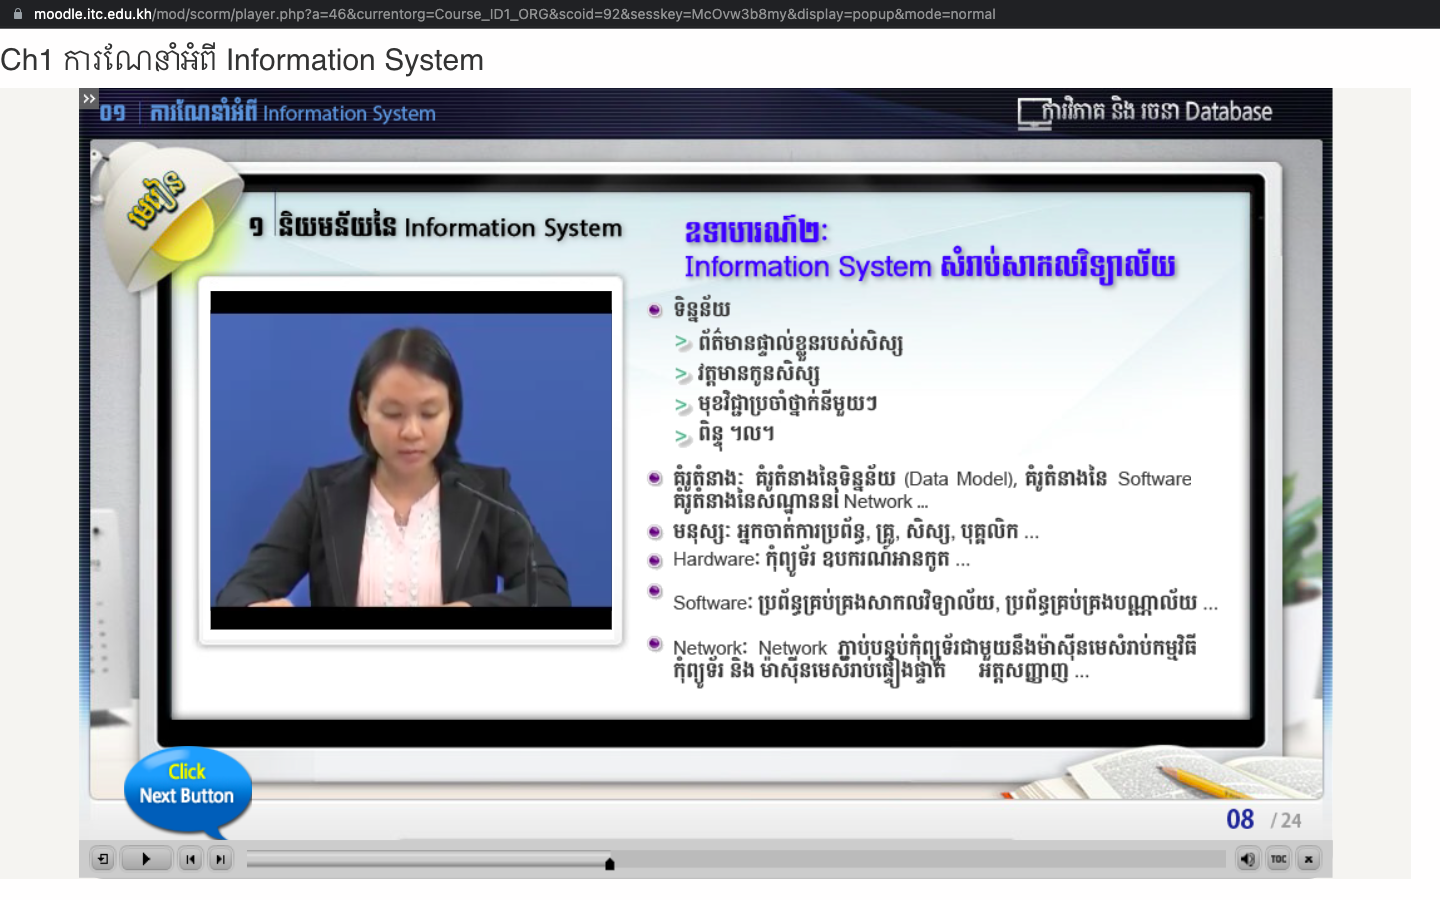 moodle.itc.edu.kh/mod/scorm/player.php?a=46&currentorg=Course_ID1_ORG&scoid=92&sesskey=McOvw3b8my&display=popup&mode=normal
Ch1 ការណែនាំអំពី Information System
»
០១ ការណែនាំអំពី Information System
ការវិភាគ និង រចនា Database
មេរៀន
១ និយមន័យនៃ Information System
ឧទាហរណ៍២:
Information System សំរាប់សាកលវិទ្យាល័យ
ទិន្នន័យ
> ព័ត៌មានផ្ទាល់ខ្លួនរបស់សិស្ស
> វត្តមានកូនសិស្ស
> មុខវិជ្ជាប្រចាំថ្នាក់នីមួយៗ
> ពិន្ទុ ។ល។
គំរូតំនាង: គំរូតំនាងនៃទិន្នន័យ (Data Model), គំរូតំនាងនៃ Software
គំរូតំនាងនៃសណ្ឋាននៃ Network ...
មនុស្ស: អ្នកចាត់ការប្រព័ន្ធ, គ្រូ, សិស្ស, បុគ្គលិក ...
Hardware: កុំព្យូទ័រ ឧបករណ៍អានកូត ...
Software: ប្រព័ន្ធគ្រប់គ្រងសាកលវិទ្យាល័យ, ប្រព័ន្ធគ្រប់គ្រងបណ្ណាល័យ ...
Network: Network ភ្ជាប់បន្ទប់កុំព្យូទ័រជាមួយនឹងម៉ាស៊ីនមេសំរាប់កម្មវិធី
កុំព្យូទ័រ និង ម៉ាស៊ីនមេសំរាប់ផ្ទៀងផ្ទាត់ អត្តសញ្ញាញ ...
Click
Next Button
08 / 24
TOC